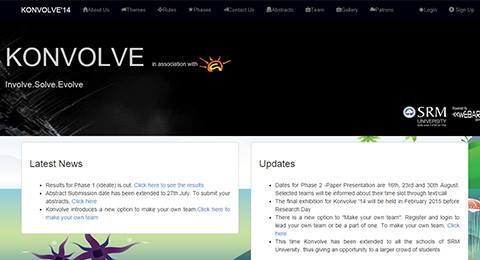 KONVOLVE'14 About Us Themes Rules Phases Contact Us Abstracts Team Gallery Patrons Login Sign Up
KONVOLVE in association with
Involve.Solve.Evolve
SRM
UNIVERSITY
Powered by
Latest News
Results for Phase 1 (Ideate) is out. Click here to see the results
Abstract Submission date has been extended to 27th July. To submit your
abstracts, Click here
Konvolve introduces a new option to make your own team.Click here to
make your own team
Updates
Dates for Phase 2 -Paper Presentation are 16th, 23rd and 30th August.
Selected teams will be informed about their time slot through text/call
The final exhibition for Konvolve '14 will be held in February 2015 before
Research Day
There is a new option to "Make your own team". Register and login to
lead your own team or be a part of one. To make your own team, Click
here
This time Konvolve has been extended to all the schools of SRM
University, thus giving an opportunity to a larger crowd of students